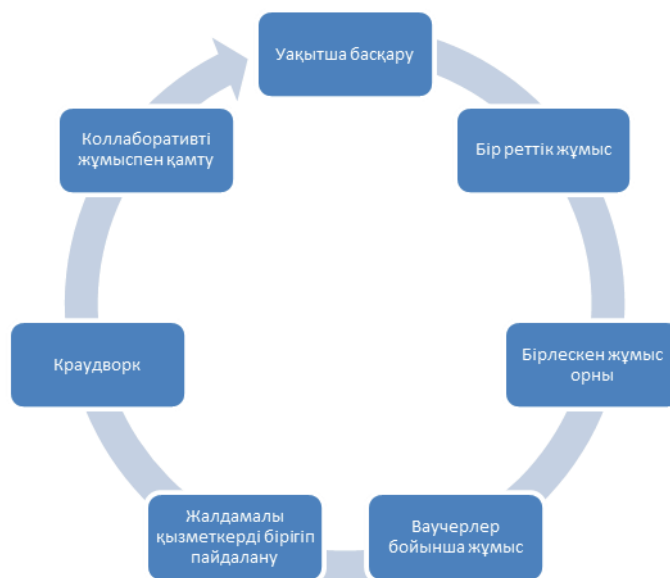 Уақытша басқару
Бір реттік жұмыс
Бірлескен жұмыс
орны
Ваучерлер
бойынша жұмыс
Жалдамалы
қызметкерді бірігіп
пайдалану
Краудворк
Коллаборативті
жұмыспен қамту